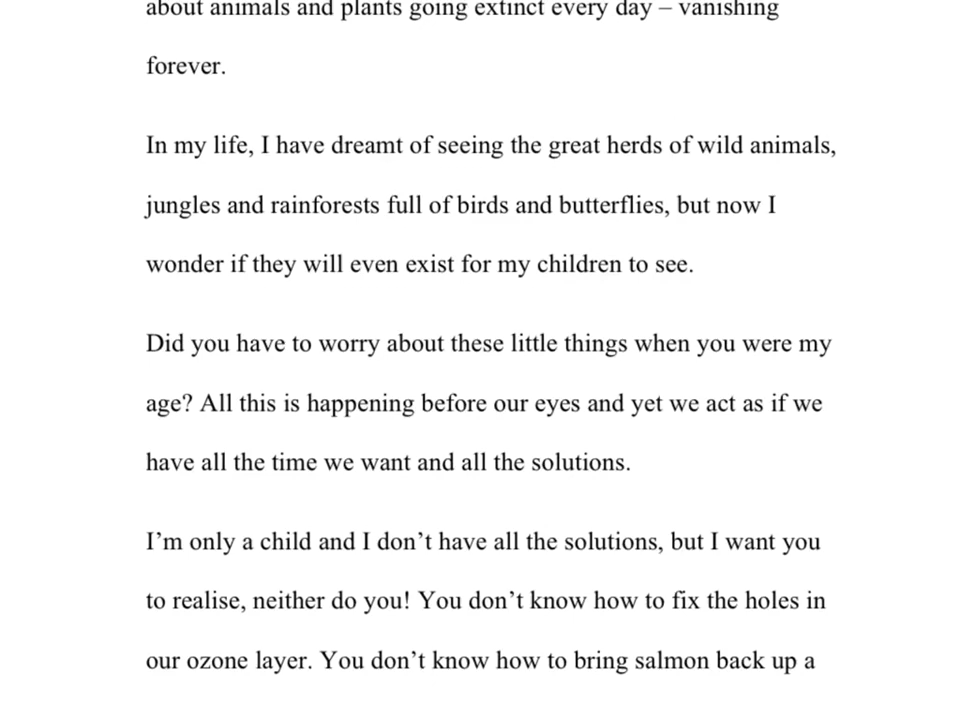 about animals and plants going extinct every day – vanishing
forever.
In my life, I have dreamt of seeing the great herds of wild animals,
jungles and rainforests full of birds and butterflies, but now I
wonder if they will even exist for my children to see.
Did you have to worry about these little things when you were my
age? All this is happening before our eyes and yet we act as if we
have all the time we want and all the solutions.
I’m only a child and I don’t have all the solutions, but I want you
to realise, neither do you! You don’t know how to fix the holes in
our ozone layer. You don’t know how to bring salmon back up a